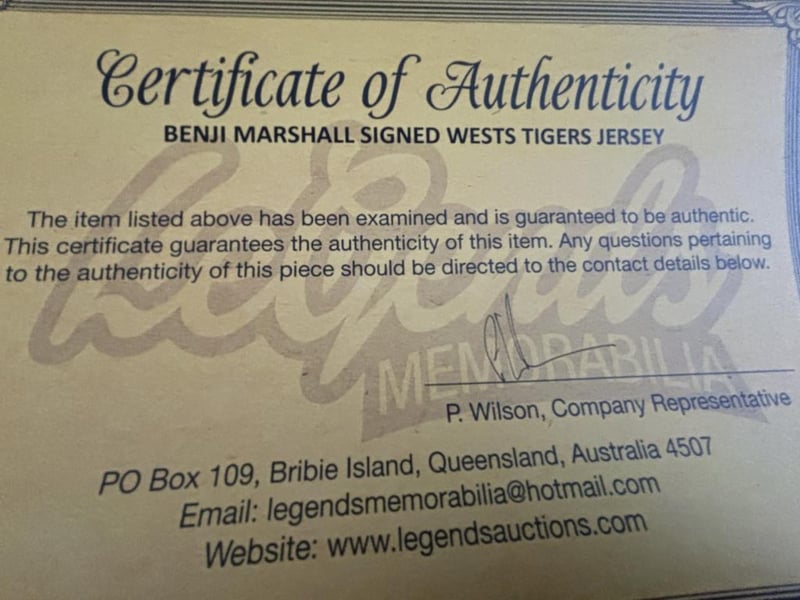 Certificate of Authenticity
BENJI MARSHALL SIGNED WESTS TIGERS JERSEY
Legends
MEMORABILIA
The item listed above has been examined and is guaranteed to be authentic.
This certificate guarantees the authenticity of this item. Any questions pertaining
to the authenticity of this piece should be directed to the contact details below.
P. Wilson, Company Representative
PO Box 109, Bribie Island, Queensland, Australia 4507
Email: legendsmemorabilia@hotmail.com
Website: www.legendsauctions.com